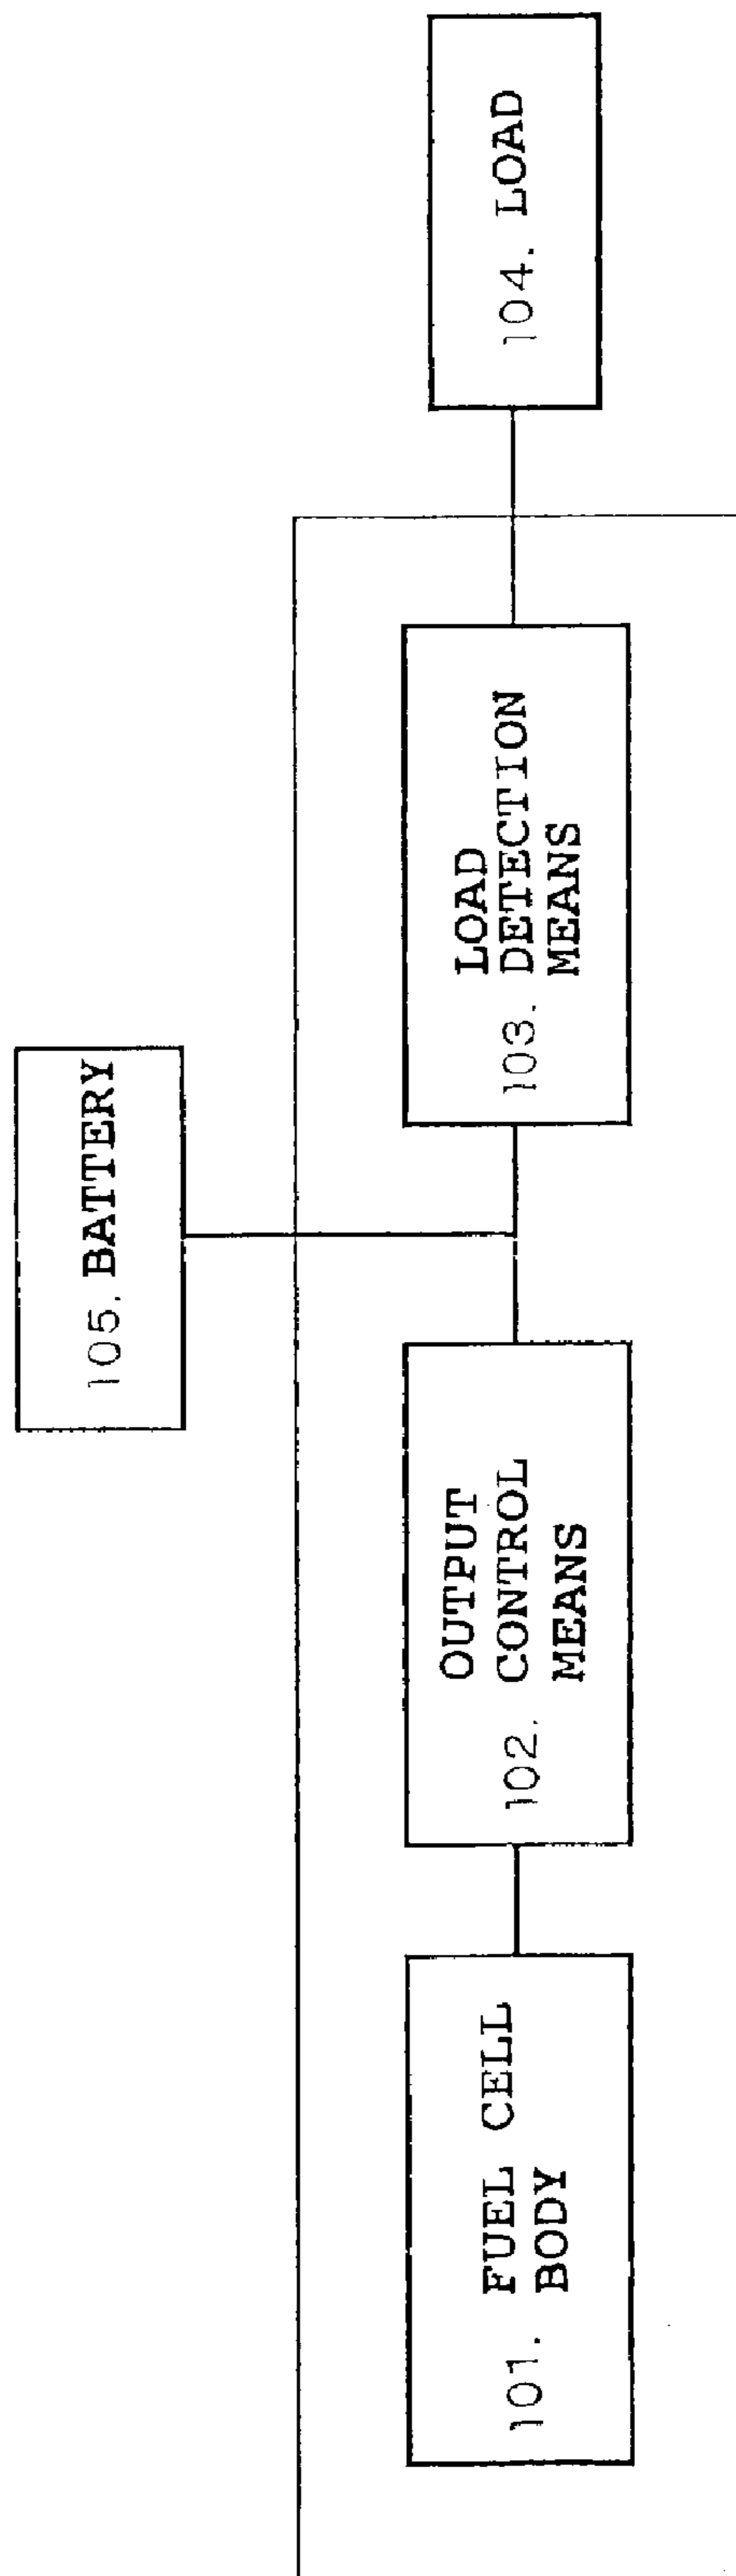 105. BATTERY
101. FUEL CELL
BODY
OUTPUT
102. CONTROL
MEANS
LOAD
103. DETECTION
MEANS
104. LOAD